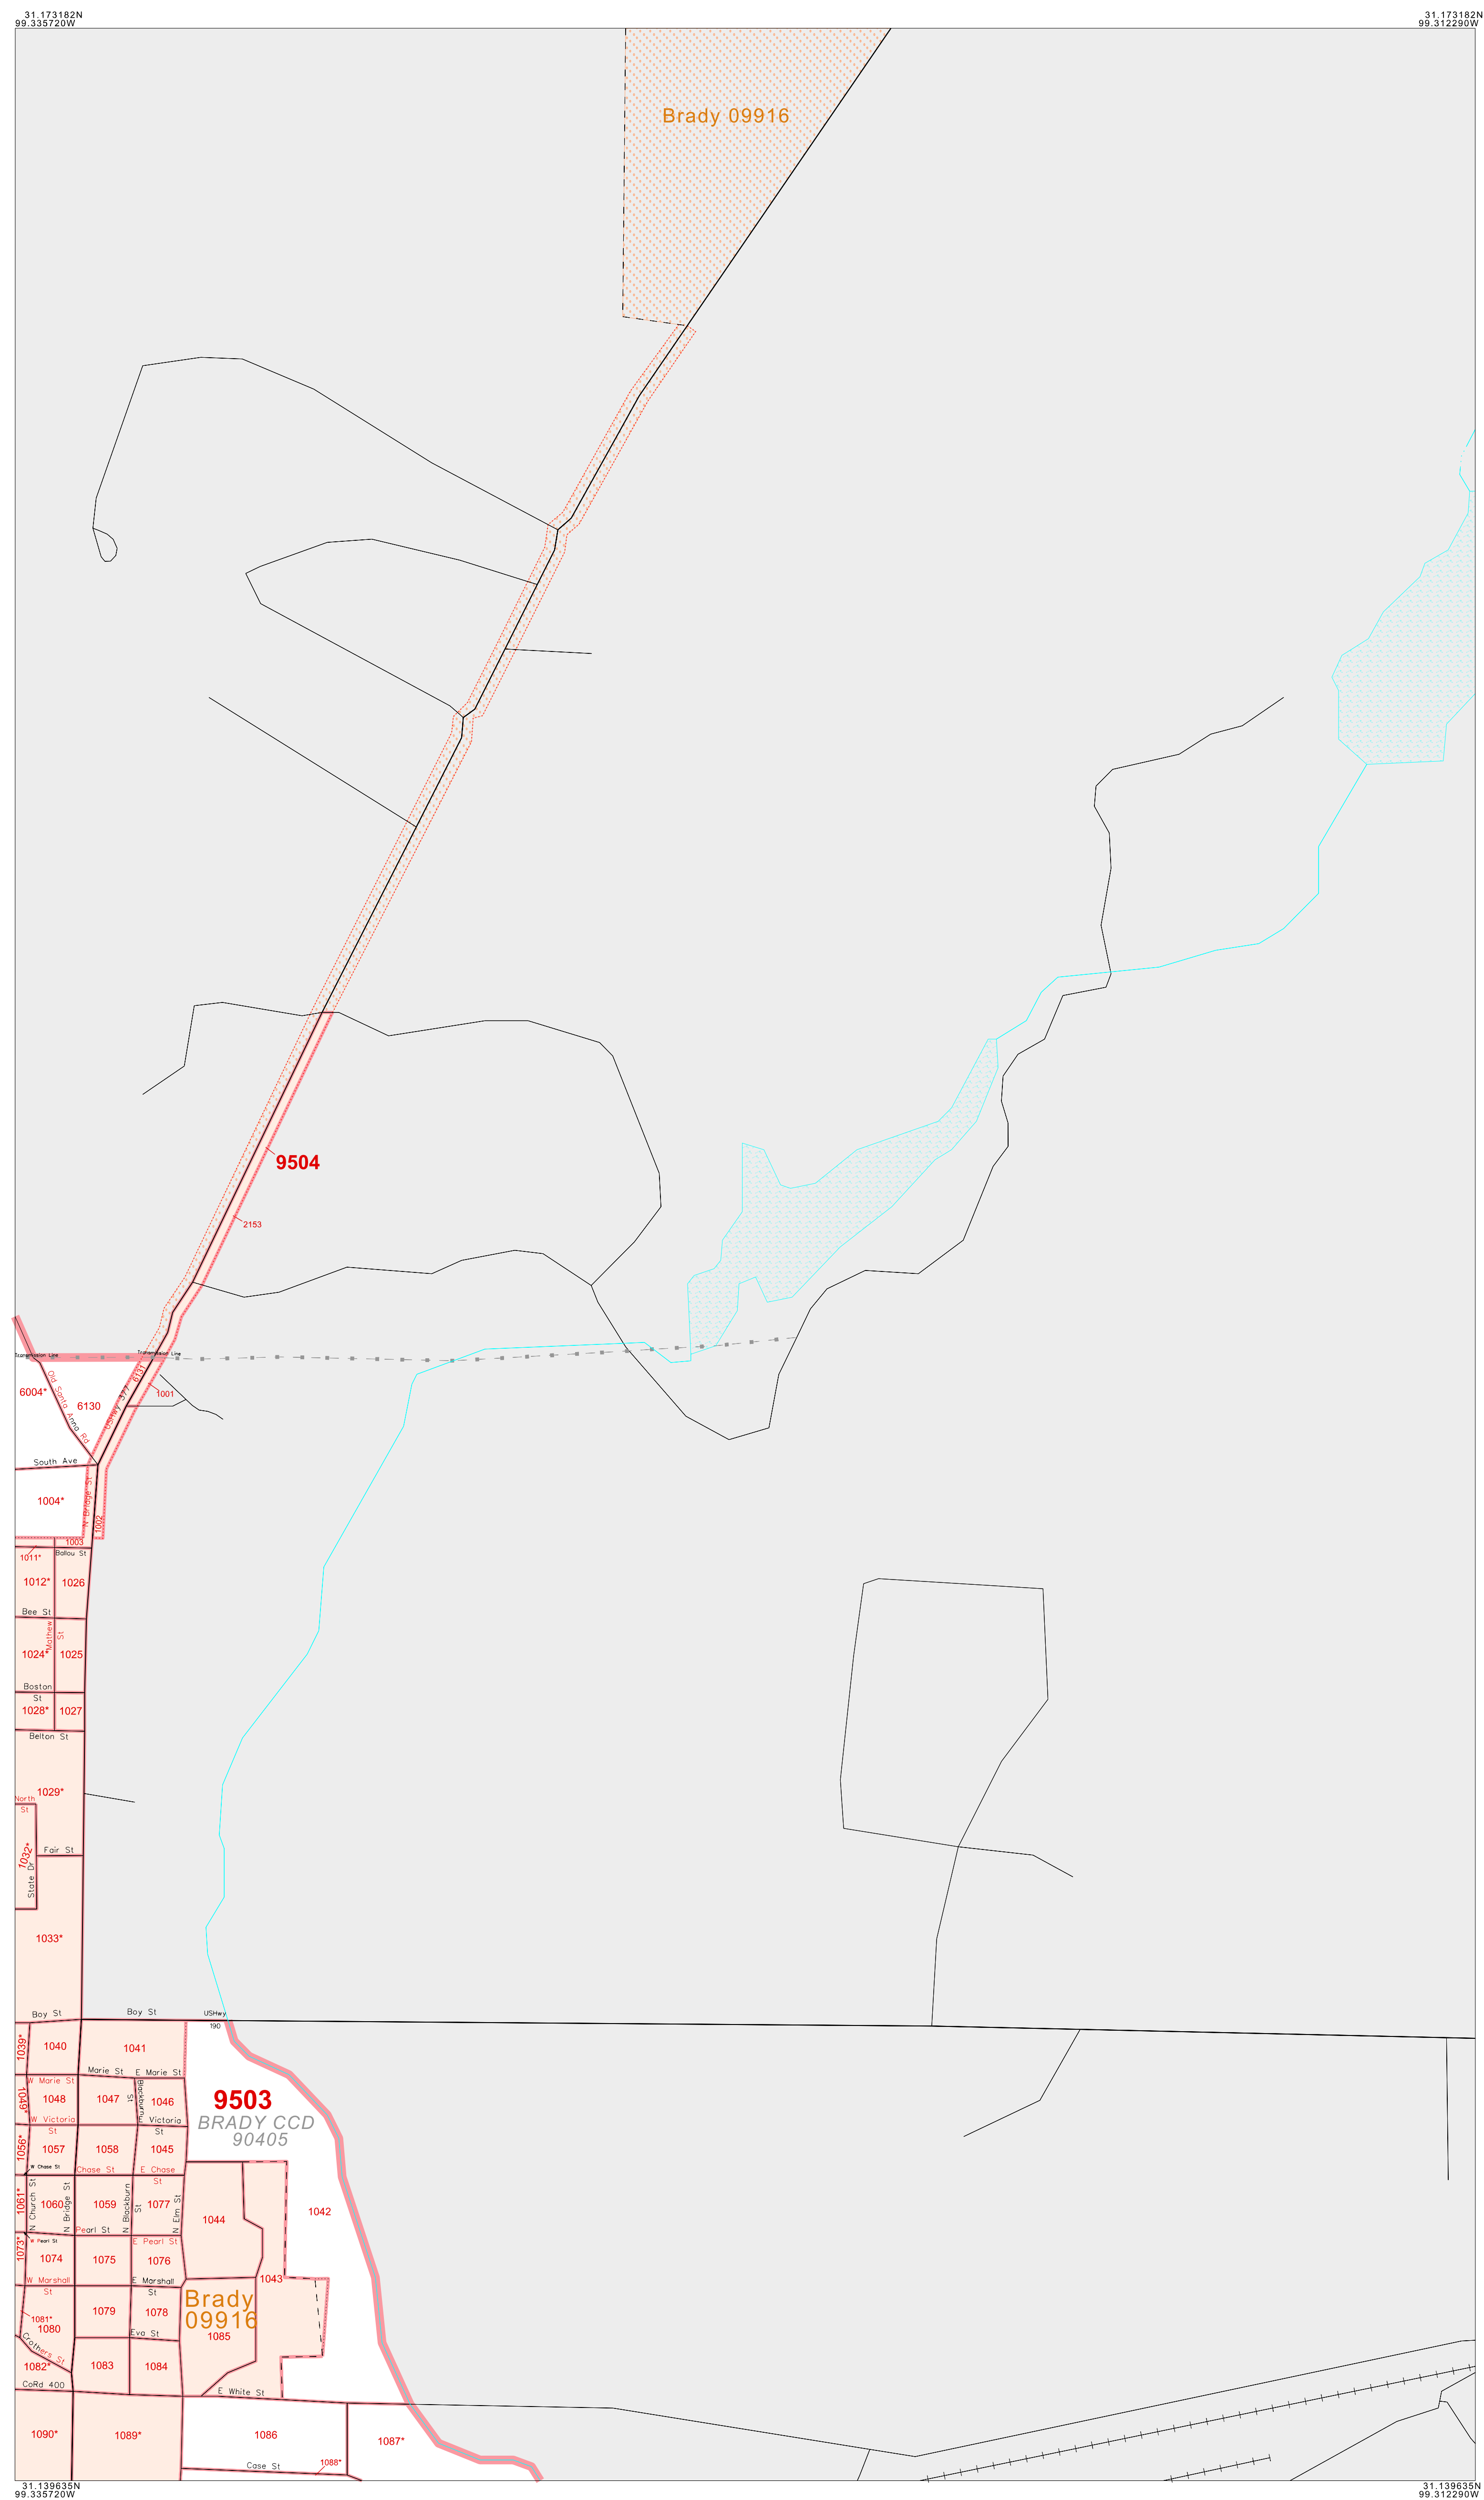 31.173182N
99.335720W
31.173182N
99.312290W
Brady 09916
9504
2153
Transmission Line
Transmission Line
6004*
Old Santa Anna Rd
6130
USHwy 377
6131
1001
South Ave
1004*
N Bridge St
1002
1003
1011*
Ballou St
1012*
1026
Bee St
Mathew St
1024*
1025
Boston St
1028*
1027
Belton St
1029*
North St
1032*
Fair St
State Dr
1033*
Boy St
Boy St
USHwy 190
1039*
1040
1041
Marie St
E Marie St
W Marie St
1049*
1048
1047
Blackburn St
1046
9503
BRADY CCD
90405
W Victoria St
E Victoria St
1056*
1057
1058
1045
W Chase St
Chase St
E Chase St
1061*
N Church St
1060
N Bridge St
1059
N Blackburn St
1077
N Elm St
1044
1042
Pearl St
W Pearl St
E Pearl St
1073*
1074
1075
1076
W Marshall St
E Marshall St
1043
Brady
09916
1081*
1080
1079
1078
1085
Eva St
Crothers St
1082*
1083
1084
CoRd 400
E White St
1090*
1089*
1086
1087*
Case St
1088*
31.139635N
99.335720W
31.139635N
99.312290W